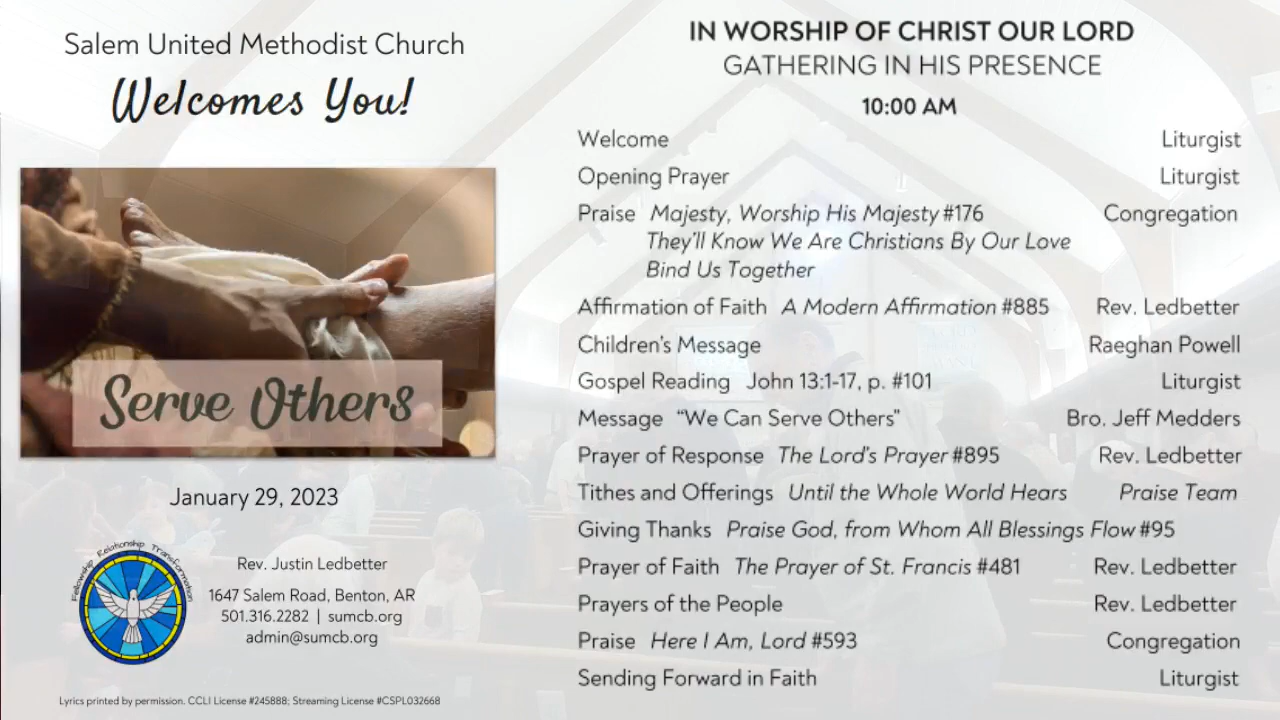 Salem United Methodist Church
Welcomes You!
Serve Others
January 29, 2023
Fellowship Relationship Transformation
Rev. Justin Ledbetter
1647 Salem Road, Benton, AR
501.316.2282 | sumcb.org
admin@sumcb.org
Lyrics printed by permission. CCLI License #245888; Streaming License #CSPL032668
IN WORSHIP OF CHRIST OUR LORD
GATHERING IN HIS PRESENCE
10:00 AM
Welcome Liturgist
Opening Prayer Liturgist
Praise Majesty, Worship His Majesty #176 Congregation
They'll Know We Are Christians By Our Love
Bind Us Together
Affirmation of Faith A Modern Affirmation #885 Rev. Ledbetter
Children's Message Raeghan Powell
Gospel Reading John 13:1-17, p. #101 Liturgist
Message “We Can Serve Others” Bro. Jeff Medders
Prayer of Response The Lord's Prayer #895 Rev. Ledbetter
Tithes and Offerings Until the Whole World Hears Praise Team
Giving Thanks Praise God, from Whom All Blessings Flow #95
Prayer of Faith The Prayer of St. Francis #481 Rev. Ledbetter
Prayers of the People Rev. Ledbetter
Praise Here I Am, Lord #593 Congregation
Sending Forward in Faith Liturgist